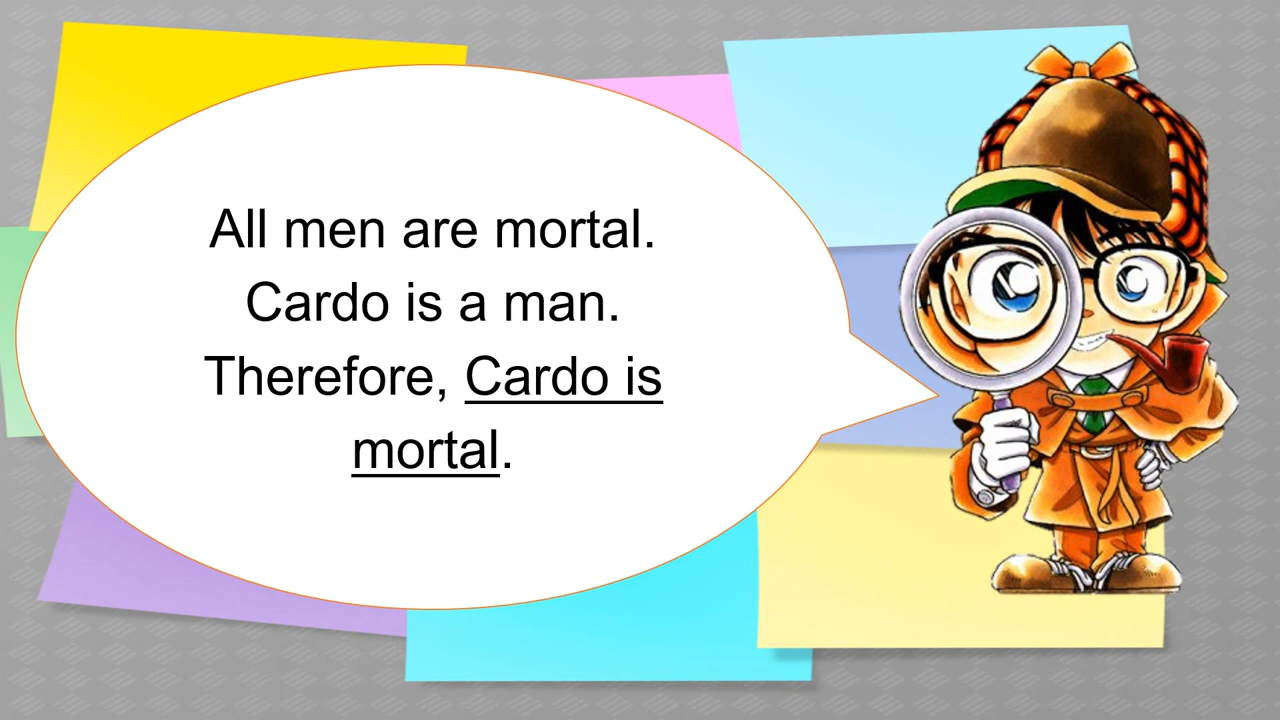 All men are mortal.
Cardo is a man.
Therefore, Cardo is
mortal.